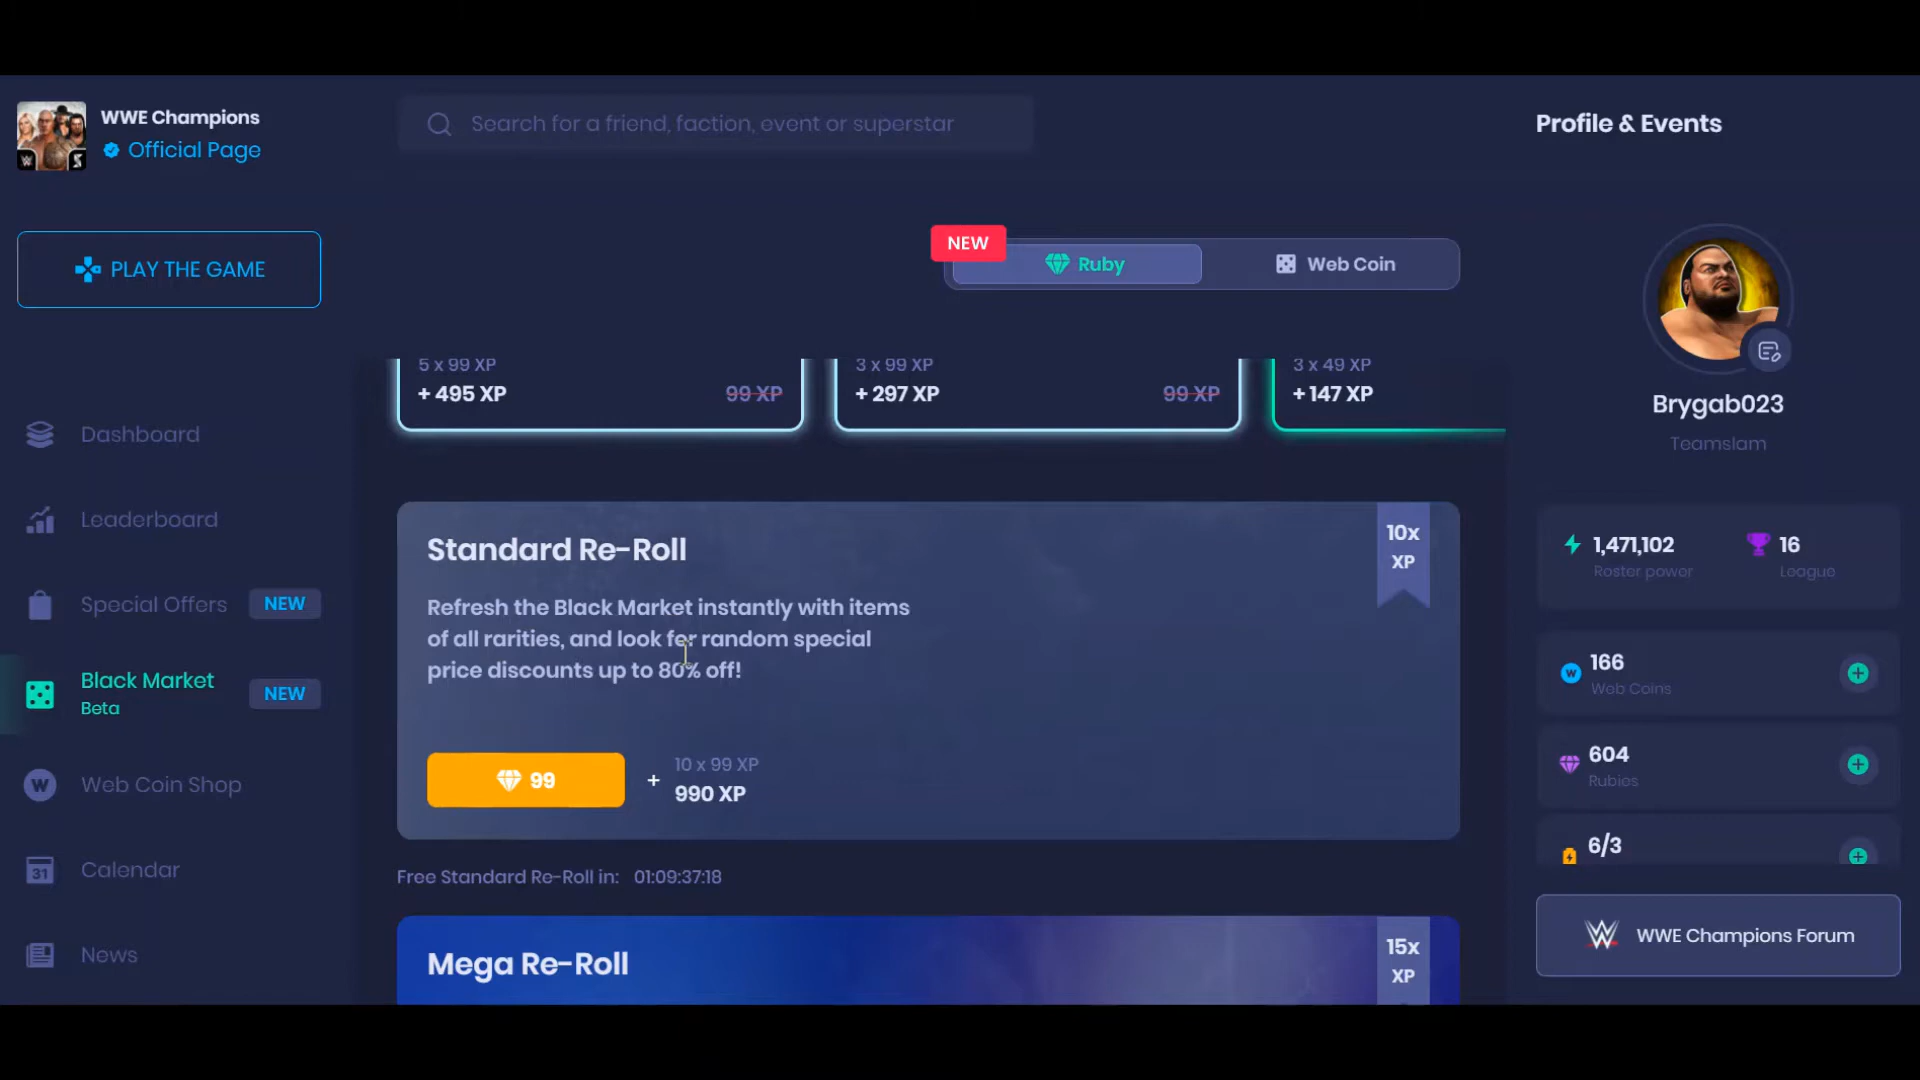 WWE Champions
Official Page
Search for a friend, faction, event or superstar
Profile & Events
PLAY THE GAME
NEW
Ruby
Web Coin
5 x 99 XP
+ 495 XP
99 XP
3 x 99 XP
+ 297 XP
99 XP
3 x 49 XP
+ 147 XP
Brygab023
Teamslam
Dashboard
Leaderboard
Special Offers
NEW
Black Market
Beta
NEW
Web Coin Shop
Calendar
31
News
Standard Re-Roll
10x
XP
Refresh the Black Market instantly with items
of all rarities, and look for random special
price discounts up to 80% off!
99
+
10 x 99 XP
990 XP
Free Standard Re-Roll in: 01:09:37:18
Mega Re-Roll
15x
XP
1,471,102
Roster power
16
League
166
Web Coins
604
Rubies
6/3
WWE Champions Forum